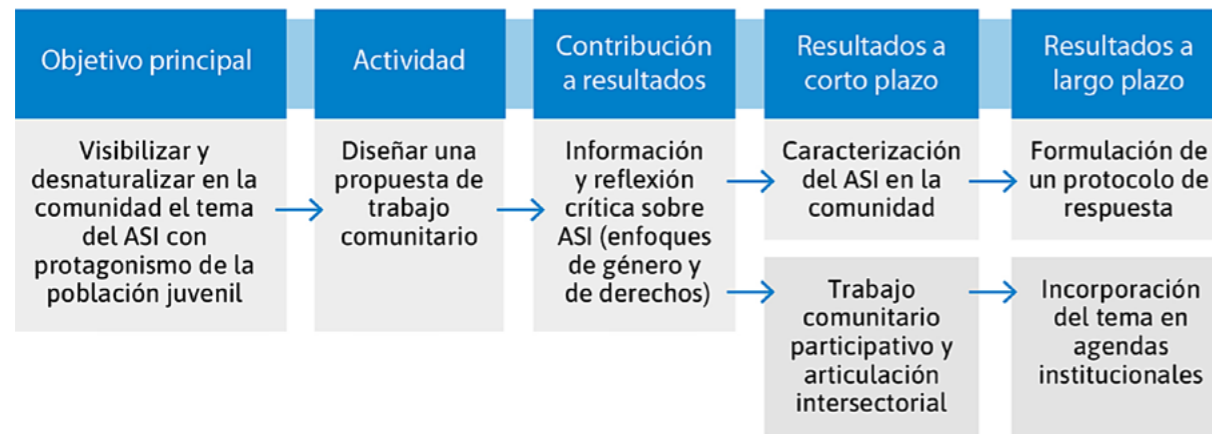 Objetivo principal
Actividad
Contribución
a resultados
Resultados a
corto plazo
Resultados a
largo plazo
Visibilizar y
desnaturalizar en la
comunidad el tema
del ASI con
protagonismo de la
población juvenil
Diseñar una
propuesta de
trabajo
comunitario
Información
y reflexión
crítica sobre
ASI (enfoques
de género y
de derechos)
Caracterización
del ASI en la
comunidad
Formulación de
un protocolo de
respuesta
Trabajo
comunitario
participativo y
articulación
intersectorial
Incorporación
del tema en
agendas
institucionales